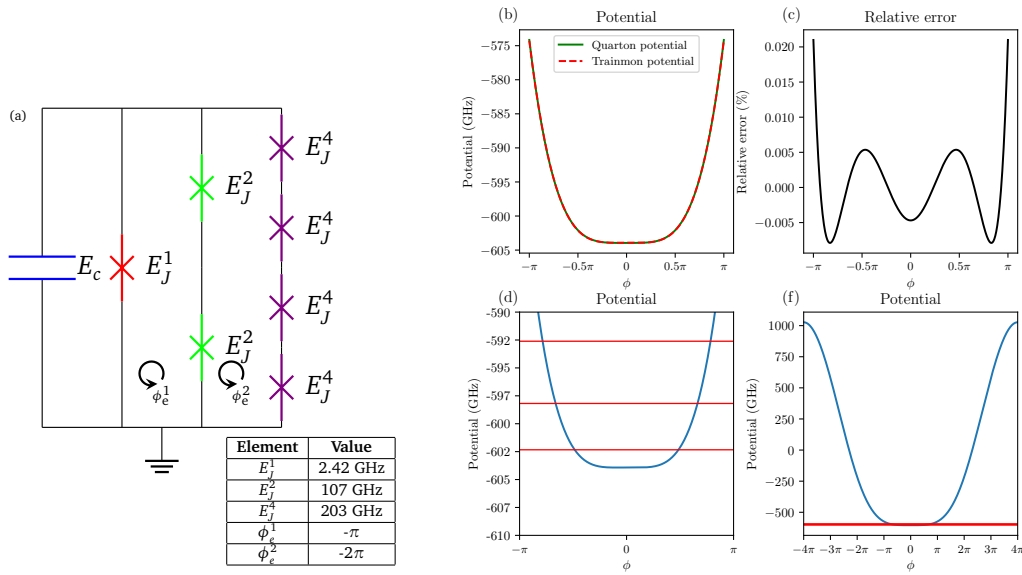 (a)
E_c
E_J^1
E_J^2
E_J^2
E_J^4
E_J^4
E_J^4
E_J^4
ϕ_e^1
ϕ_e^2
Element Value
E_J^1 2.42 GHz
E_J^2 107 GHz
E_J^4 203 GHz
ϕ_e^1 -π
ϕ_e^2 -2π
(b) Potential
Quarton potential
Trainmon potential
Potential (GHz)
−575
−580
−585
−590
−595
−600
−605
−π −0.5π 0 0.5π π
ϕ
(c) Relative error
Relative error (%)
0.020
0.015
0.010
0.005
0.000
−0.005
−π −0.5π 0 0.5π π
ϕ
(d) Potential
Potential (GHz)
-590
-592
-595
-597
-600
-602
-605
-607
-610
−π 0 π
ϕ
(f) Potential
Potential (GHz)
1000
750
500
250
0
−250
−500
−4π −3π −2π −π 0 π 2π 3π 4π
ϕ